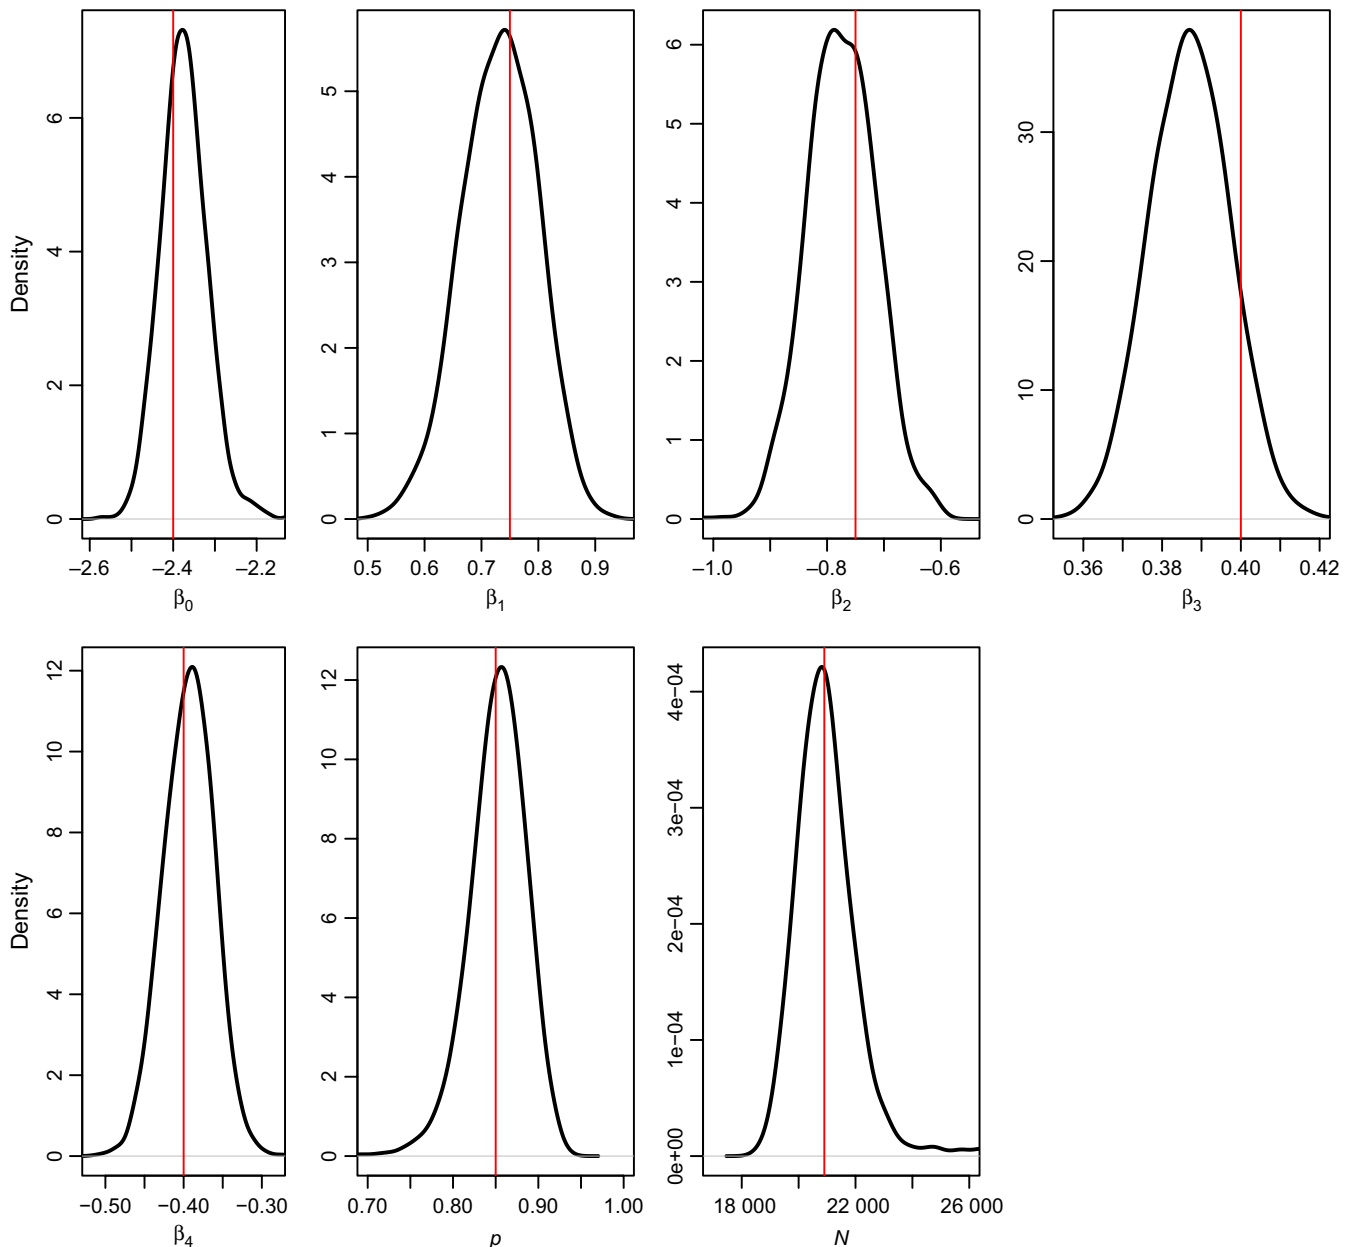 Density
0 2 4 6
–2.6 –2.4 –2.2
β0
0 1 2 3 4 5
0.5 0.6 0.7 0.8 0.9
β1
0 1 2 3 4 5 6
–1.0 –0.8 –0.6
β2
0 10 20 30
0.36 0.38 0.40 0.42
β3
Density
0 2 4 6 8 10 12
–0.50 –0.40 –0.30
β4
0 2 4 6 8 10 12
0.70 0.80 0.90 1.00
p
0e+00 1e–04 2e–04 3e–04 4e–04
18 000 22 000 26 000
N